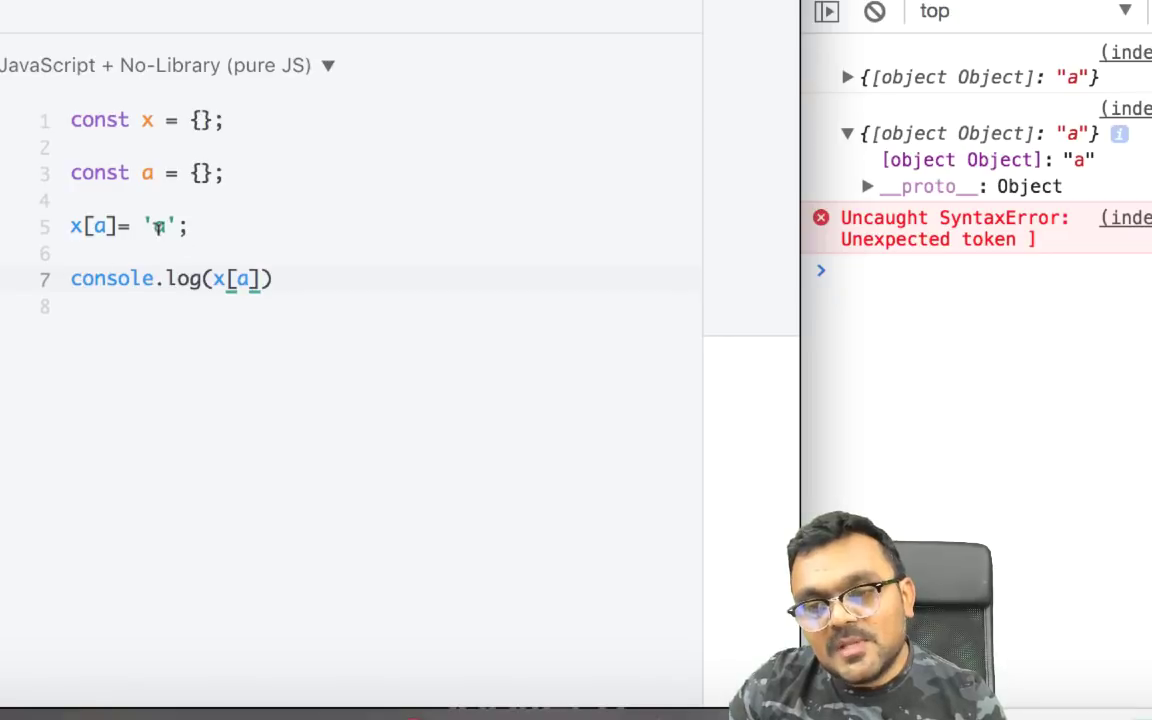 JavaScript + No-Library (pure JS) ▼
1 const x = {};
2
3 const a = {};
4
5 x[a]= 'a';
6
7 console.log(x[a])
8
top ▼
(inde
▶ {[object Object]: "a"}
(inde
▼ {[object Object]: "a"} i
[object Object]: "a"
▶ __proto__: Object
Uncaught SyntaxError: (inde
Unexpected token ]